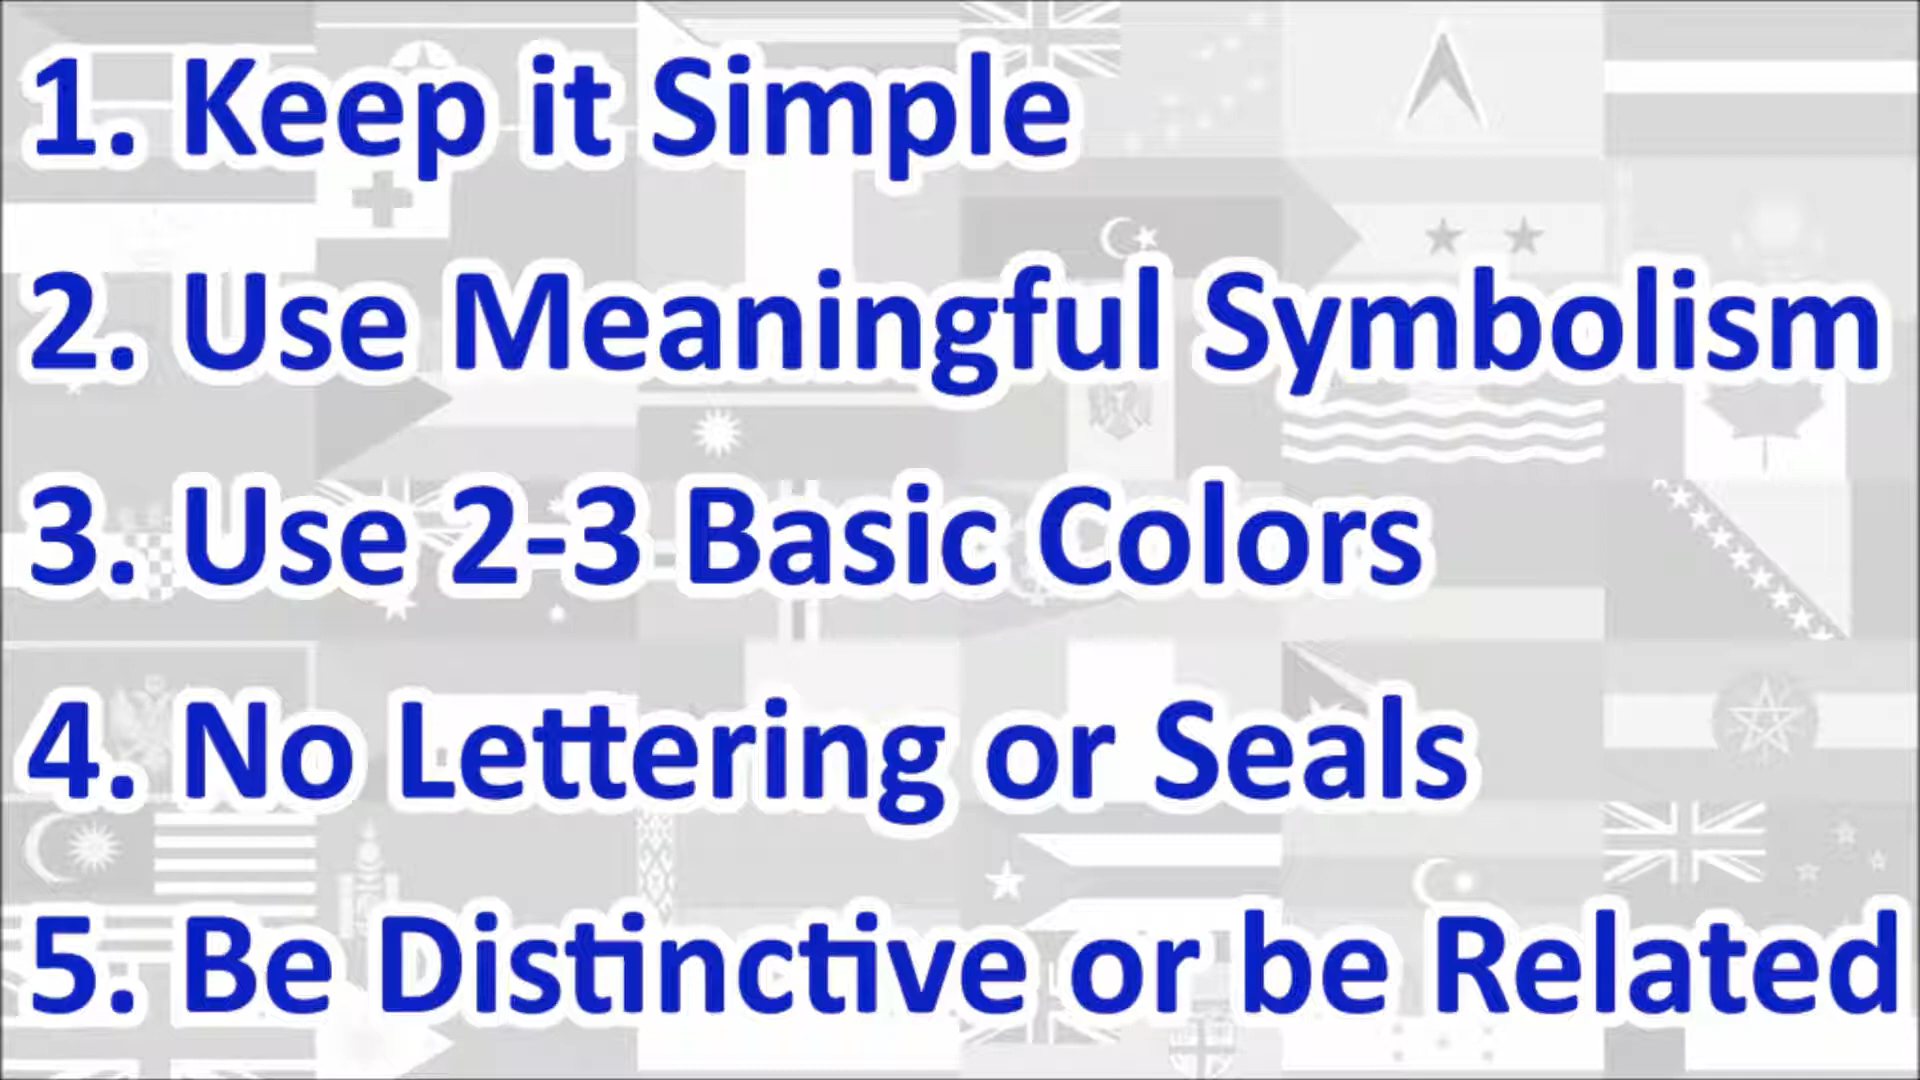 1. Keep it Simple
2. Use Meaningful Symbolism
3. Use 2-3 Basic Colors
4. No Lettering or Seals
5. Be Distinctive or be Related